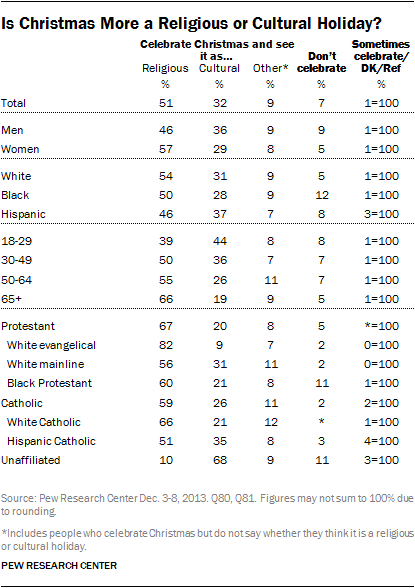 Is Christmas More a Religious or Cultural Holiday?
Celebrate Christmas and see it as... Don't celebrate Sometimes celebrate/DK/Ref
Religious Cultural Other*
% % % % %
Total 51 32 9 7 1=100
Men 46 36 9 9 1=100
Women 57 29 8 5 1=100
White 54 31 9 5 1=100
Black 50 28 9 12 1=100
Hispanic 46 37 7 8 3=100
18-29 39 44 8 8 1=100
30-49 50 36 7 7 1=100
50-64 55 26 11 7 1=100
65+ 66 19 9 5 1=100
Protestant 67 20 8 5 *=100
White evangelical 82 9 7 2 0=100
White mainline 56 31 11 2 0=100
Black Protestant 60 21 8 11 1=100
Catholic 59 26 11 2 2=100
White Catholic 66 21 12 * 1=100
Hispanic Catholic 51 35 8 3 4=100
Unaffiliated 10 68 9 11 3=100
Source: Pew Research Center Dec. 3-8, 2013. Q80, Q81. Figures may not sum to 100% due
to rounding.
*Includes people who celebrate Christmas but do not say whether they think it is a religious
or cultural holiday.
PEW RESEARCH CENTER